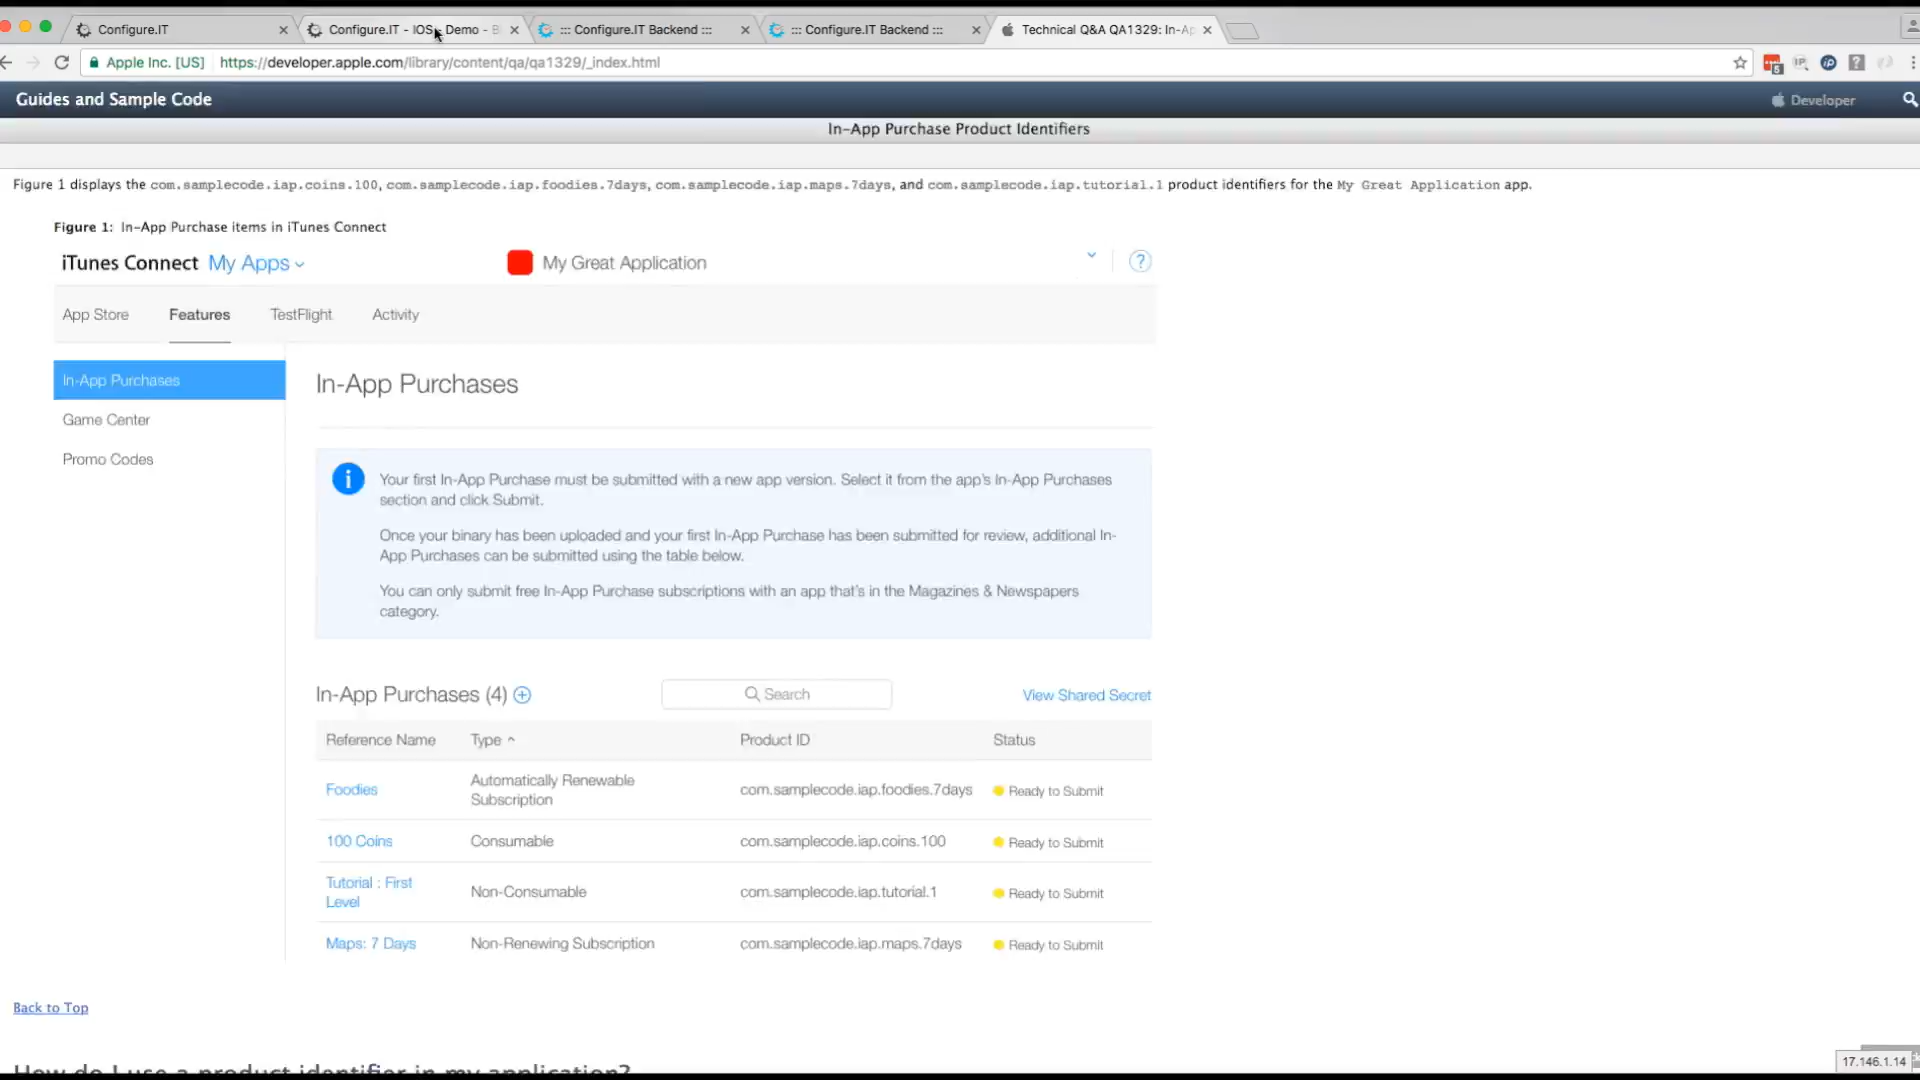 Configure.IT
Configure.IT - IOS Demo - B
::: Configure.IT Backend :::
::: Configure.IT Backend :::
Technical Q&A QA1329: In-Ap
Apple Inc. [US]
https://developer.apple.com/library/content/qa/qa1329/_index.html
Guides and Sample Code
Developer
In-App Purchase Product Identifiers
Figure 1 displays the com.samplecode.iap.coins.100, com.samplecode.iap.foodies.7days, com.samplecode.iap.maps.7days, and com.samplecode.iap.tutorial.1 product identifiers for the My Great Application app.
Figure 1: In-App Purchase items in iTunes Connect
iTunes Connect My Apps
My Great Application
?
App Store Features TestFlight Activity
In-App Purchases
Game Center
Promo Codes
In-App Purchases
Your first In-App Purchase must be submitted with a new app version. Select it from the app's In-App Purchases
section and click Submit.
Once your binary has been uploaded and your first In-App Purchase has been submitted for review, additional In-
App Purchases can be submitted using the table below.
You can only submit free In-App Purchase subscriptions with an app that's in the Magazines & Newspapers
category.
In-App Purchases (4)
Search
View Shared Secret
Reference Name Type Product ID Status
Foodies Automatically Renewable
Subscription com.samplecode.iap.foodies.7days Ready to Submit
100 Coins Consumable com.samplecode.iap.coins.100 Ready to Submit
Tutorial : First
Level Non-Consumable com.samplecode.iap.tutorial.1 Ready to Submit
Maps: 7 Days Non-Renewing Subscription com.samplecode.iap.maps.7days Ready to Submit
Back to Top
How do I use a product identifier in my application?
17.146.1.14